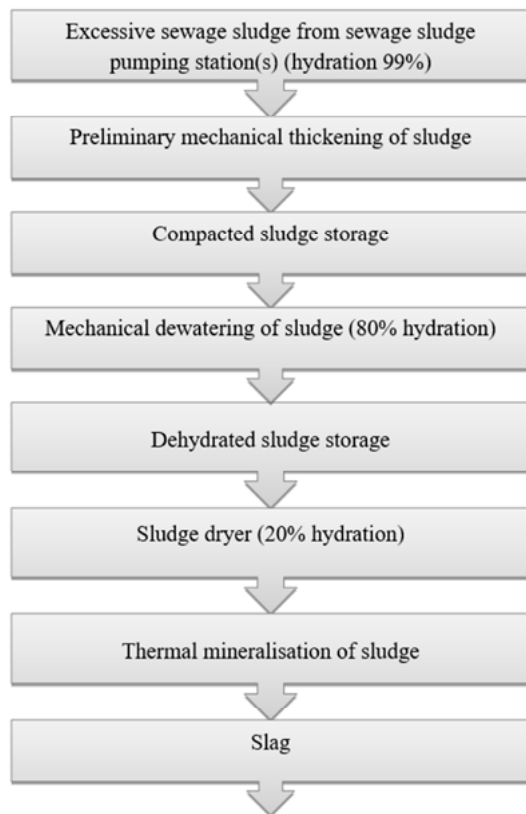 Excessive sewage sludge from sewage sludge
pumping station(s) (hydration 99%)
Preliminary mechanical thickening of sludge
Compacted sludge storage
Mechanical dewatering of sludge (80% hydration)
Dehydrated sludge storage
Sludge dryer (20% hydration)
Thermal mineralisation of sludge
Slag